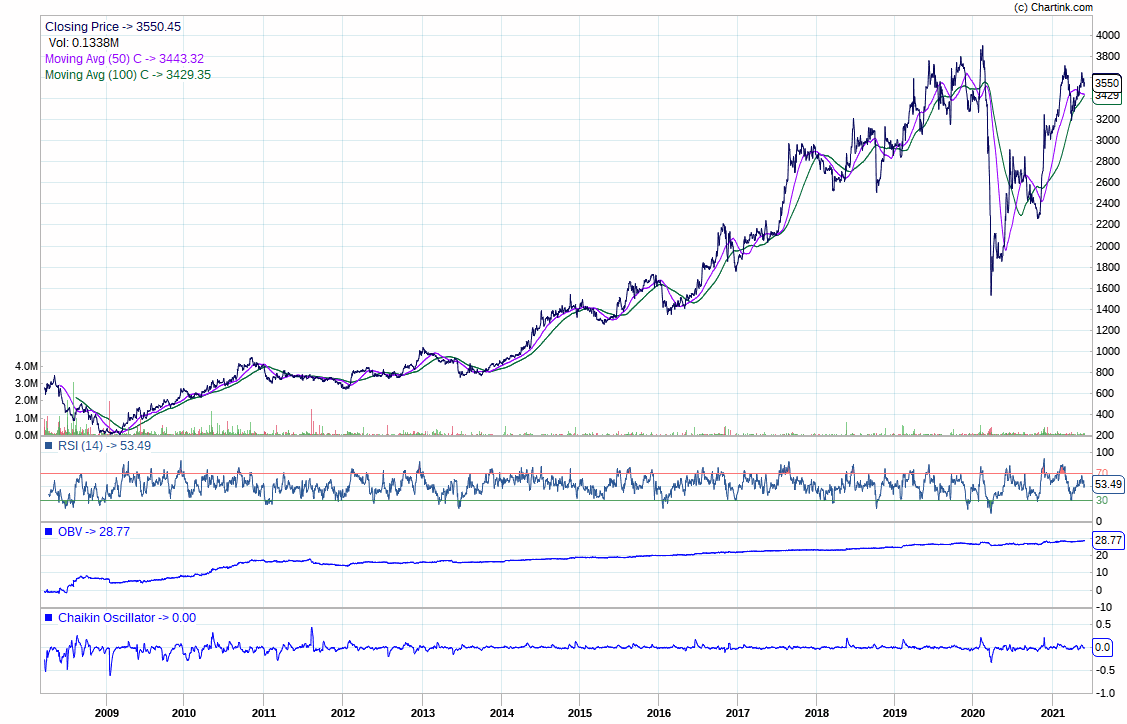 (c) Chartink.com
Closing Price -> 3550.45
Vol: 0.1338M
Moving Avg (50) C -> 3443.32
Moving Avg (100) C -> 3429.35
4000
3800
3550
3429
3200
3000
2800
2600
2400
2200
2000
1800
1600
1400
1200
1000
800
600
400
200
4.0M
3.0M
2.0M
1.0M
0.0M
RSI (14) -> 53.49
100
70
53.49
30
0
OBV -> 28.77
28.77
20
10
0
-10
Chaikin Oscillator -> 0.00
0.5
0.0
-0.5
-1.0
2009 2010 2011 2012 2013 2014 2015 2016 2017 2018 2019 2020 2021